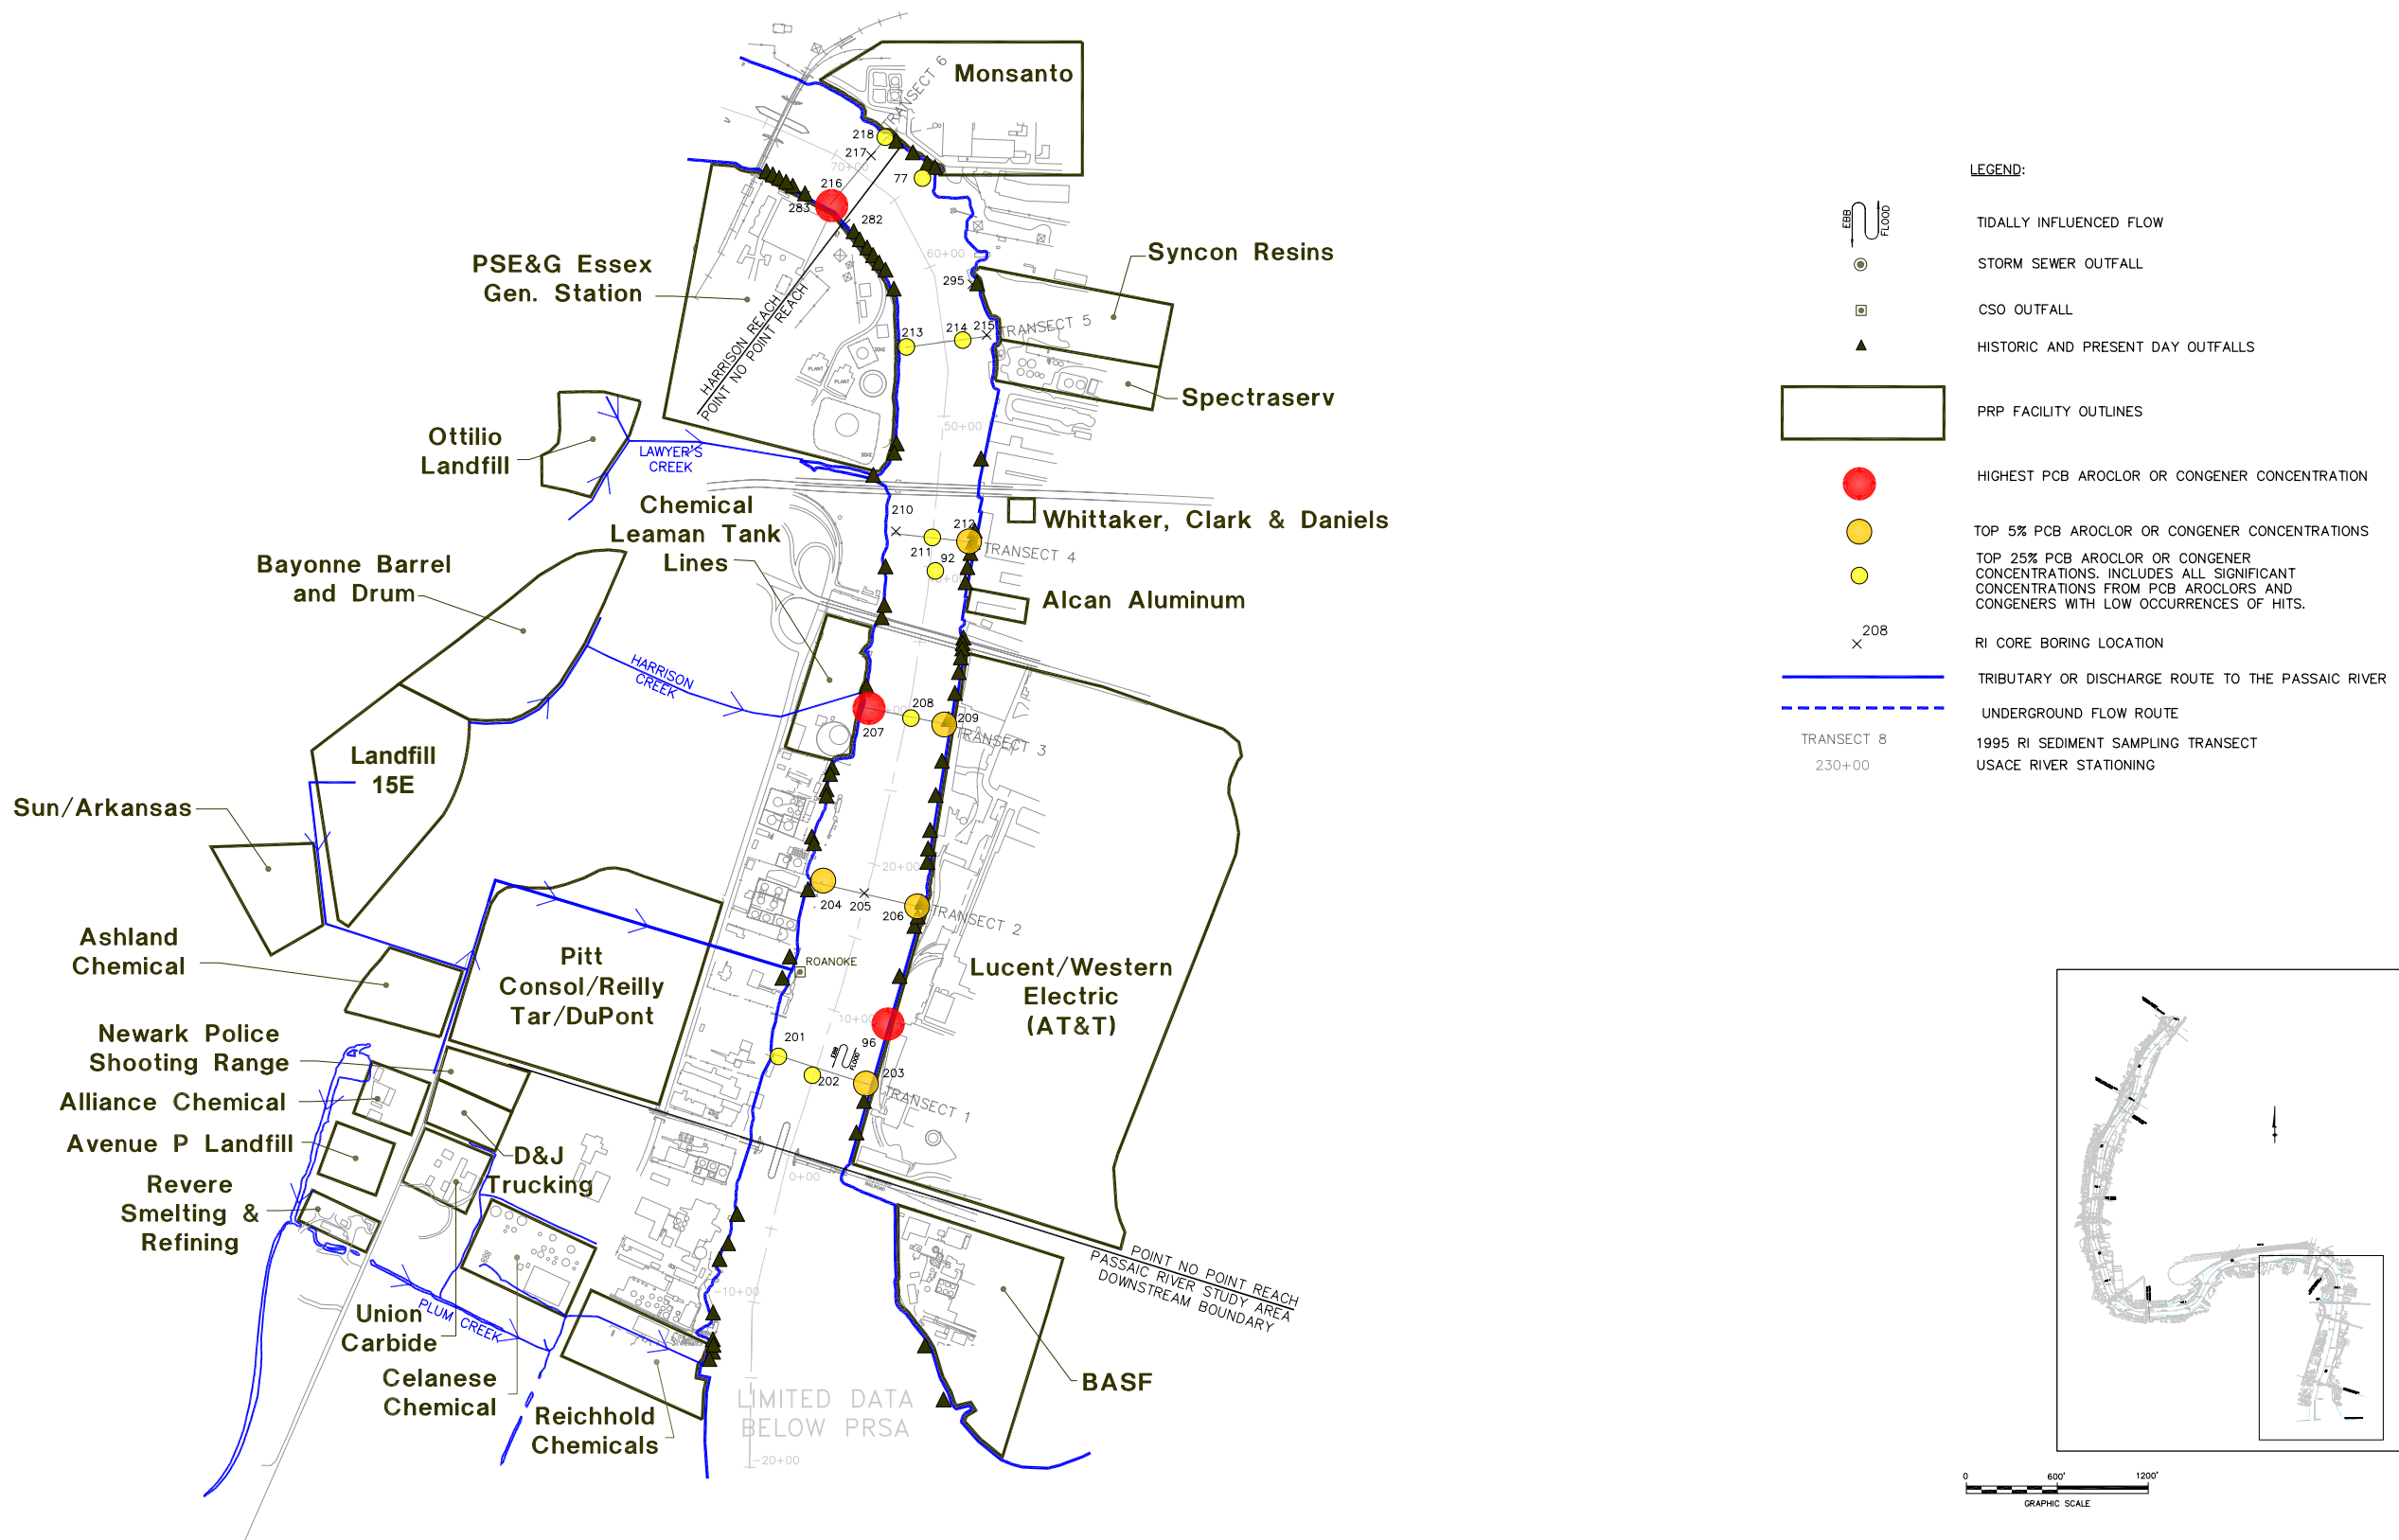 Monsanto
TRANSECT 6
218
217
70+00
77
216
283
282
PSE&G Essex
Gen. Station
HARRISON REACH
POINT NO POINT REACH
60+00
295
Syncon Resins
213
214
215
TRANSECT 5
PLANT
PLANT
Spectraserv
50+00
Ottilio
Landfill
LAWYER'S
CREEK
Chemical
Leaman Tank
Lines
210
212
211
92
TRANSECT 4
Whittaker, Clark & Daniels
Bayonne Barrel
and Drum
Alcan Aluminum
HARRISON
CREEK
208
209
207
TRANSECT 3
Landfill
15E
Sun/Arkansas
20+00
204
205
206
TRANSECT 2
Ashland
Chemical
Pitt
Consol/Reilly
Tar/DuPont
ROANOKE
Lucent/Western
Electric
(AT&T)
10+00
96
Newark Police
Shooting Range
201
EBB
FLOOD
202
203
TRANSECT 1
Alliance Chemical
Avenue P Landfill
D&J
Trucking
Revere
Smelting &
Refining
0+00
RAILROAD
POINT NO POINT REACH
PASSAIC RIVER STUDY AREA
DOWNSTREAM BOUNDARY
-10+00
PLUM CREEK
Union
Carbide
Celanese
Chemical
Reichhold
Chemicals
BASF
LIMITED DATA
BELOW PRSA
-20+00
LEGEND:
EBB
FLOOD
TIDALLY INFLUENCED FLOW
STORM SEWER OUTFALL
CSO OUTFALL
HISTORIC AND PRESENT DAY OUTFALLS
PRP FACILITY OUTLINES
HIGHEST PCB AROCLOR OR CONGENER CONCENTRATION
TOP 5% PCB AROCLOR OR CONGENER CONCENTRATIONS
TOP 25% PCB AROCLOR OR CONGENER
CONCENTRATIONS. INCLUDES ALL SIGNIFICANT
CONCENTRATIONS FROM PCB AROCLORS AND
CONGENERS WITH LOW OCCURRENCES OF HITS.
208
RI CORE BORING LOCATION
TRIBUTARY OR DISCHARGE ROUTE TO THE PASSAIC RIVER
UNDERGROUND FLOW ROUTE
TRANSECT 8
1995 RI SEDIMENT SAMPLING TRANSECT
230+00
USACE RIVER STATIONING
0
600'
1200'
GRAPHIC SCALE